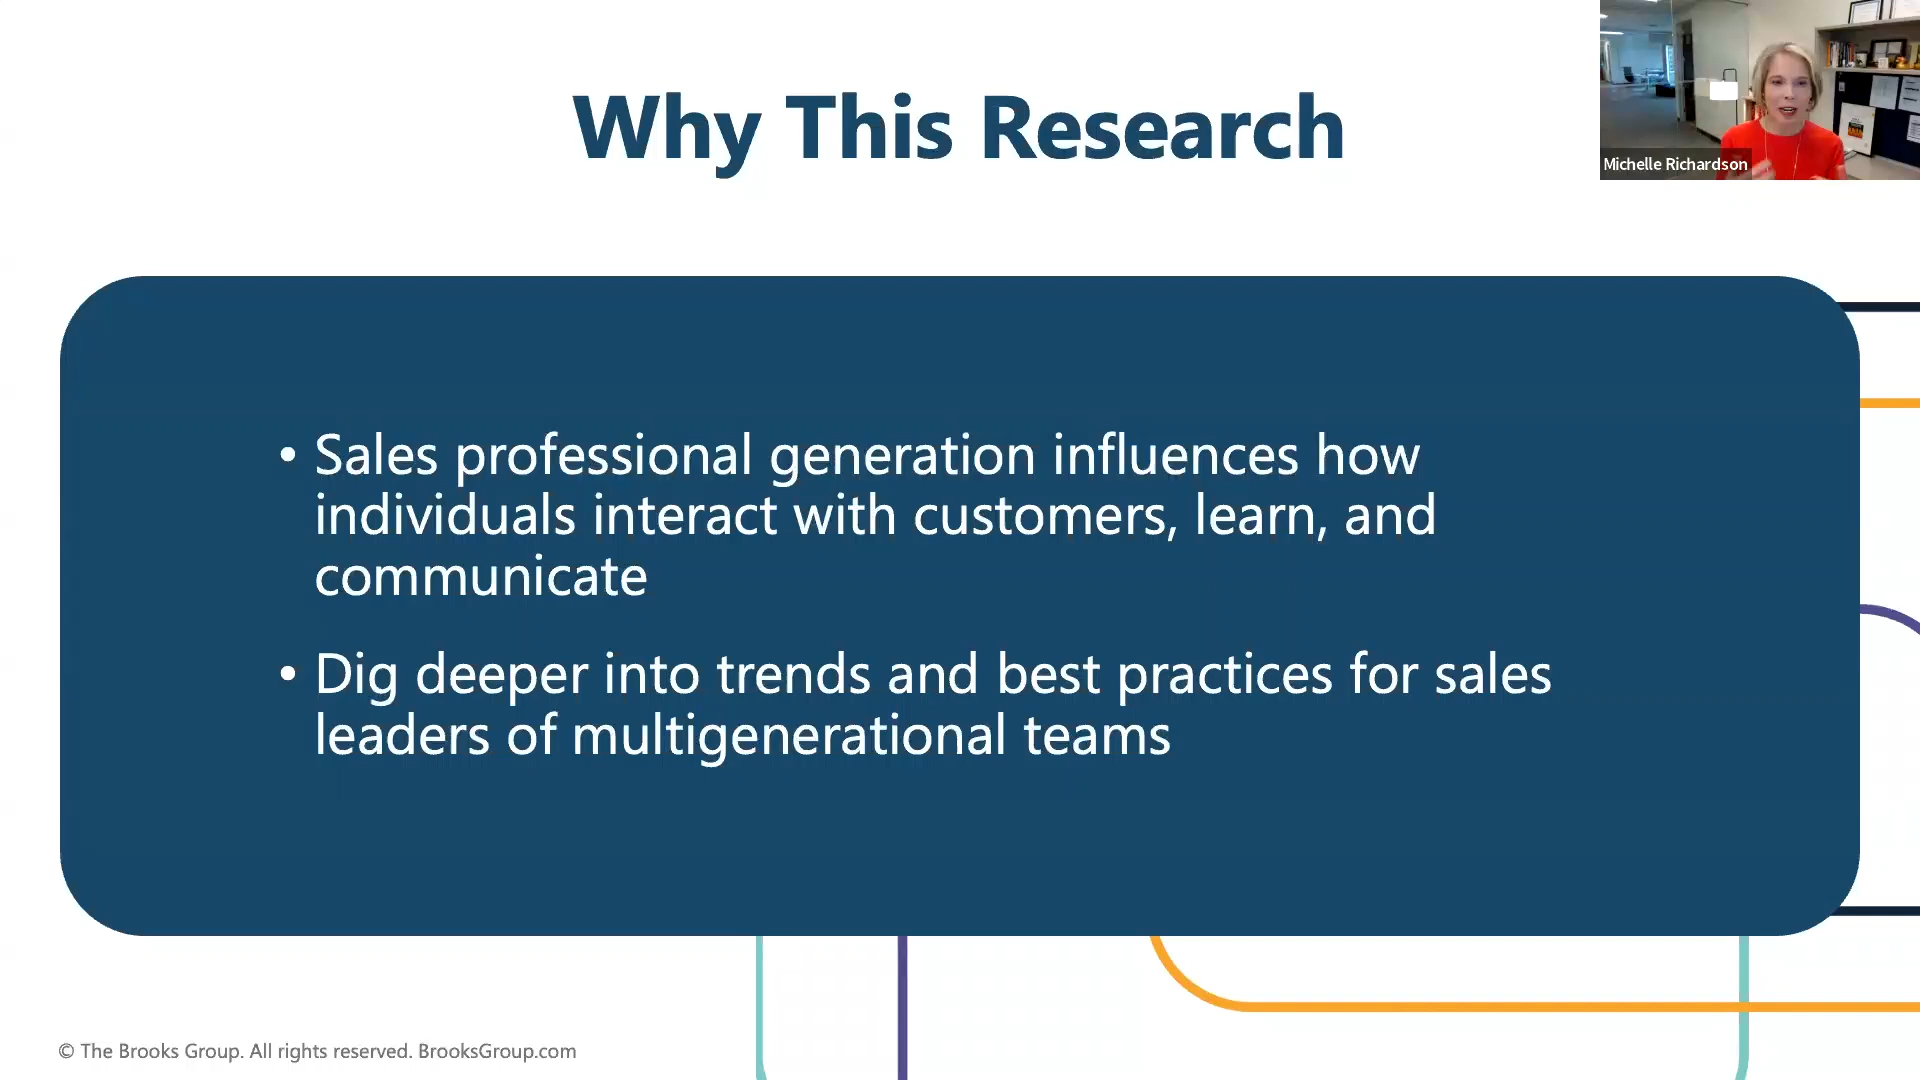 Why This Research
Michelle Richardson
• Sales professional generation influences how
individuals interact with customers, learn, and
communicate
• Dig deeper into trends and best practices for sales
leaders of multigenerational teams
© The Brooks Group. All rights reserved. BrooksGroup.com